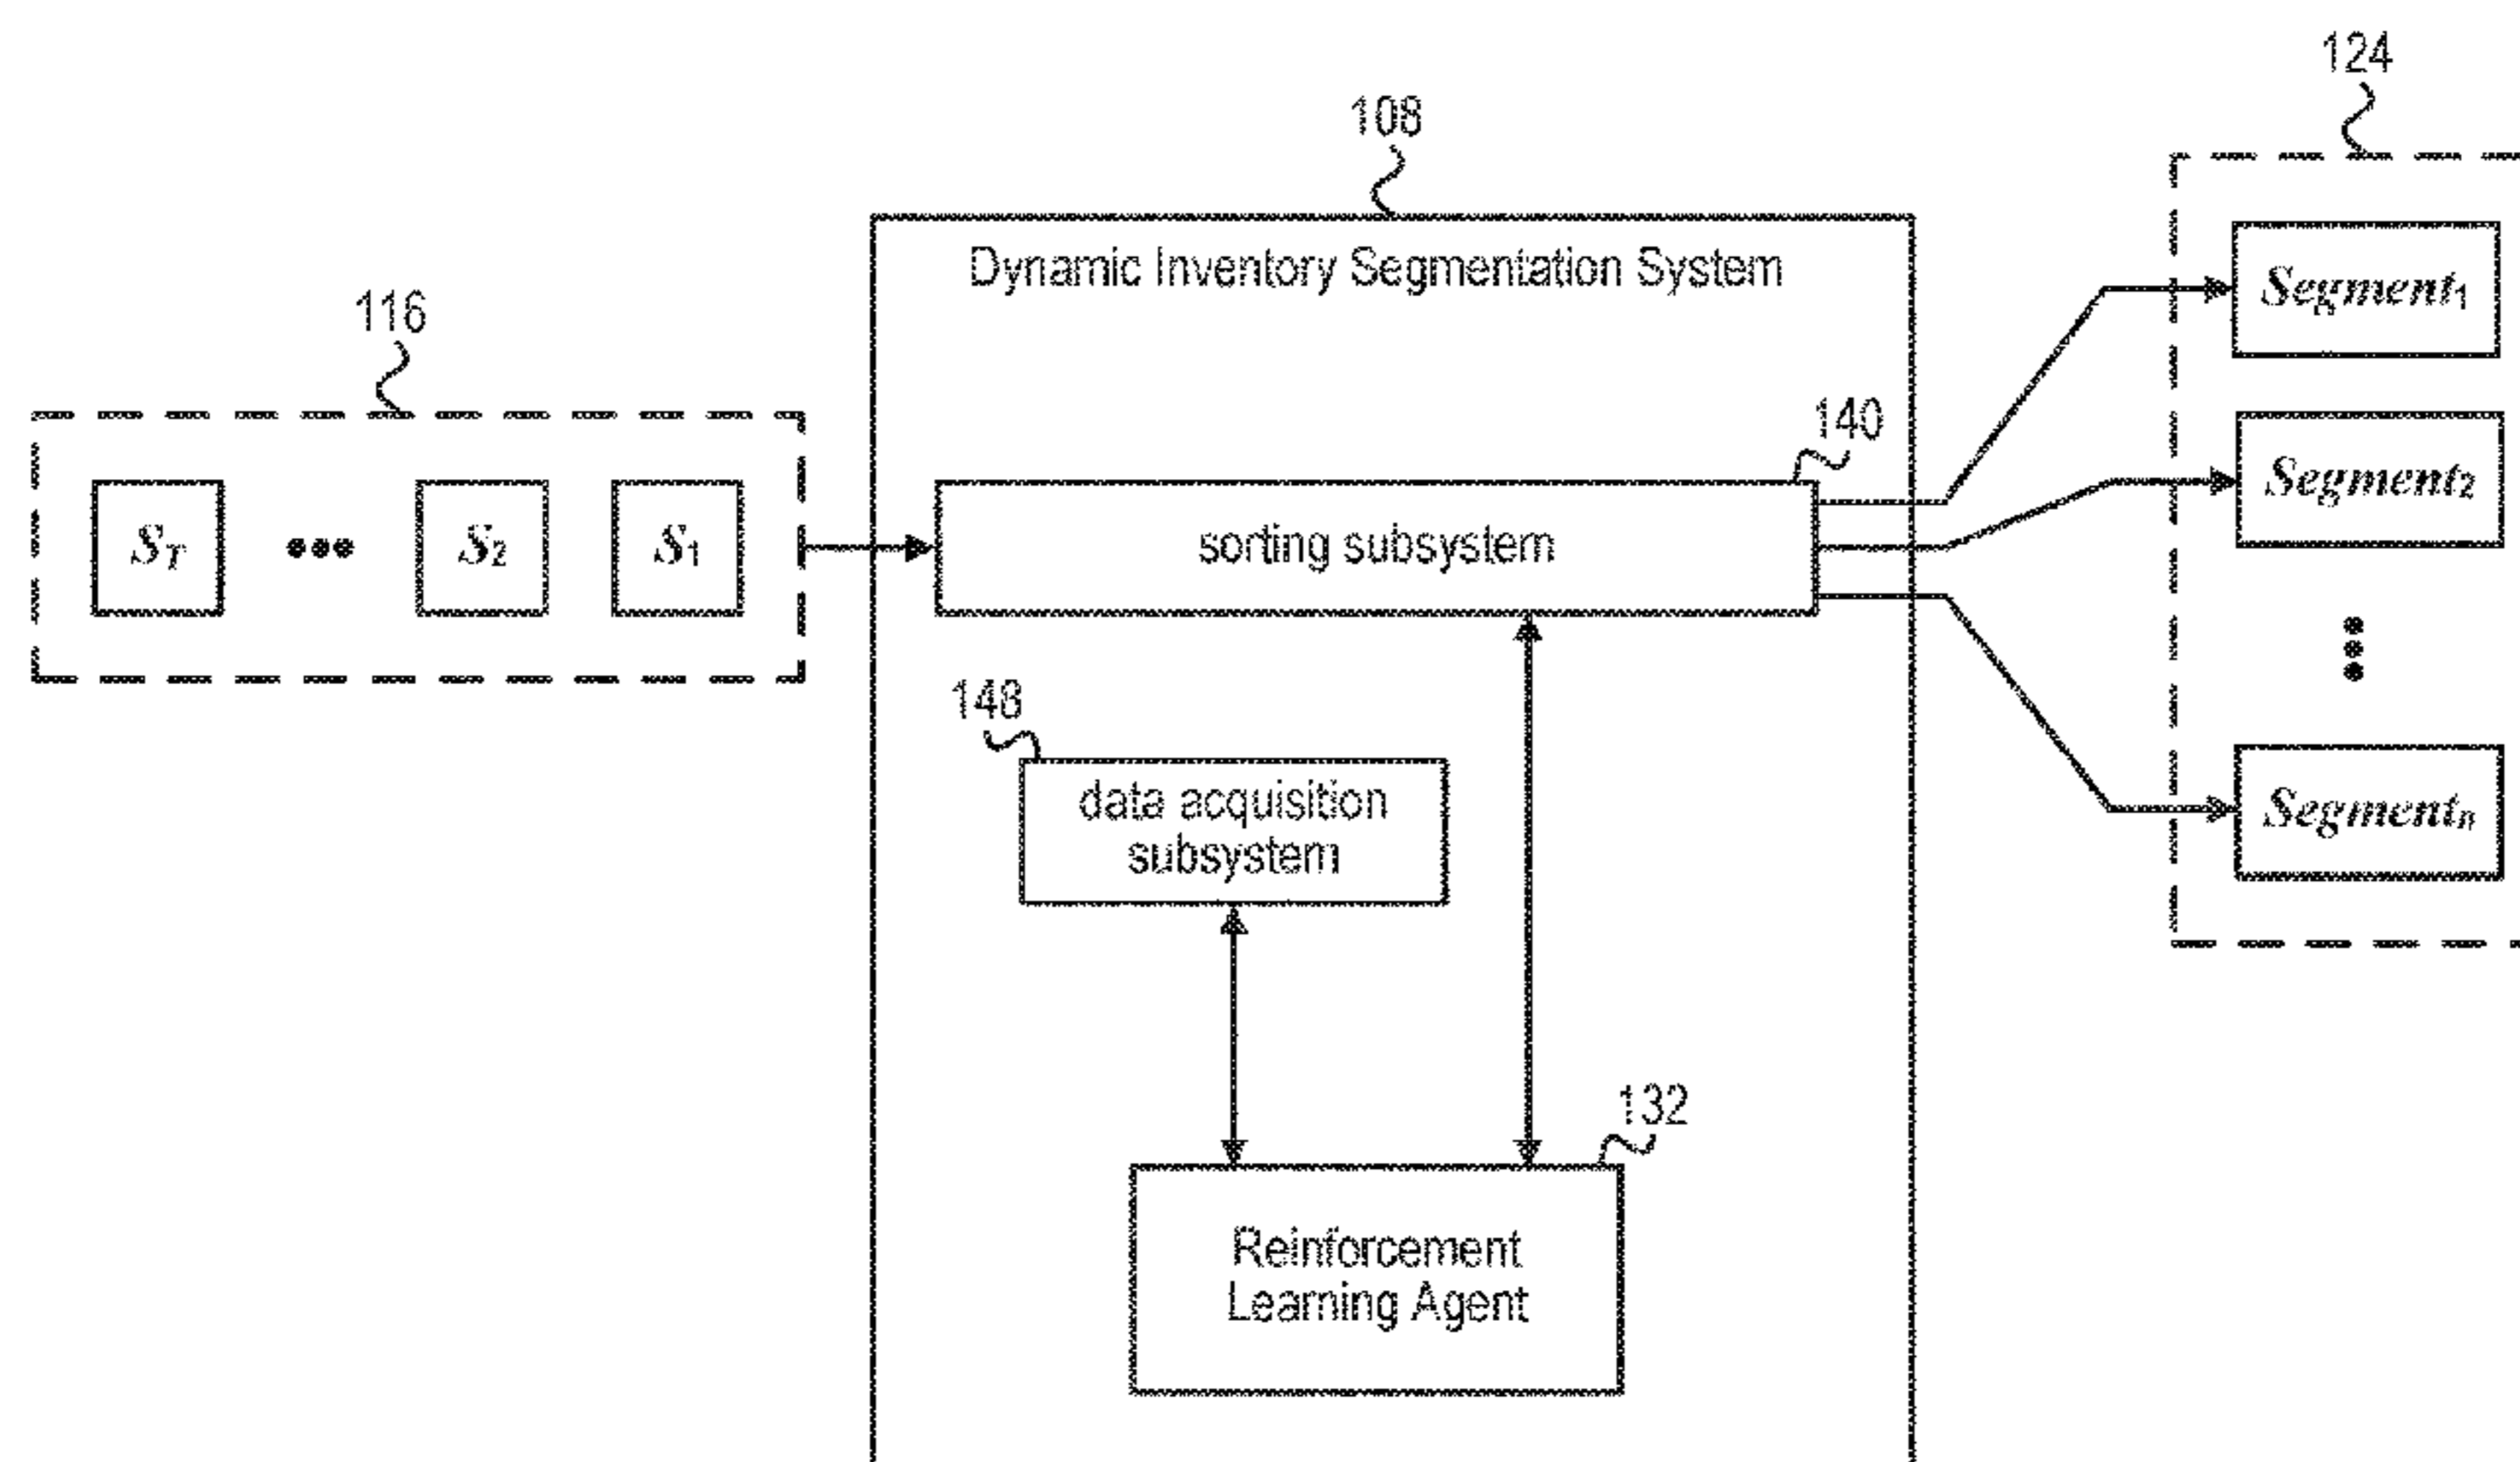 124
108
Dynamic Inventory Segmentation System
Segment₁
116
140
Segment₂
S_T ••• S₂ S₁
sorting subsystem
148
data acquisition
subsystem
Segmentₙ
132
Reinforcement
Learning Agent